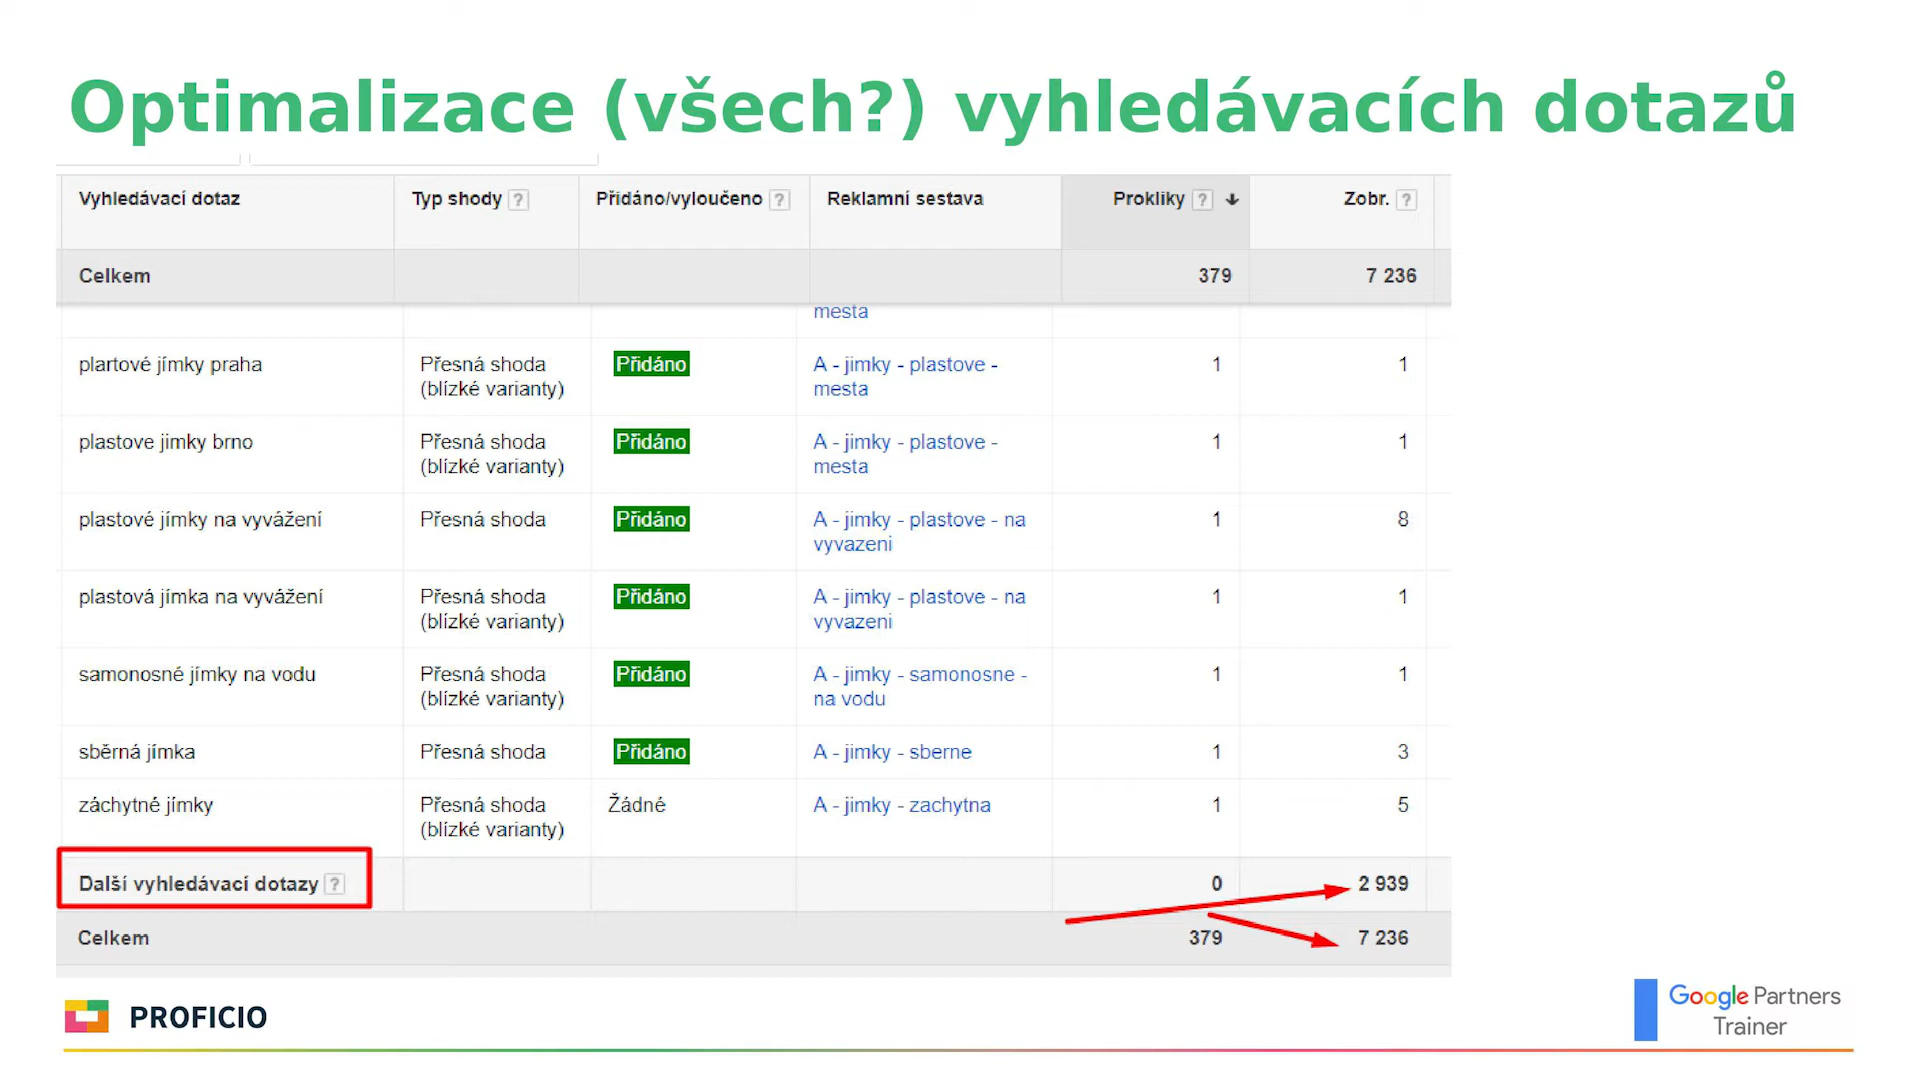 Optimalizace (všech?) vyhledávacích dotazů
Vyhledávací dotaz Typ shody ? Přidáno/vyloučeno ? Reklamní sestava Prokliky ? Zobr. ?
Celkem 379 7 236
mesta
plartové jímky praha Přesná shoda Přidáno A - jimky - plastove - 1 1
(blízké varianty) mesta
plastove jimky brno Přesná shoda Přidáno A - jimky - plastove - 1 1
(blízké varianty) mesta
plastové jímky na vyvážení Přesná shoda Přidáno A - jimky - plastove - na 1 8
vyvazeni
plastová jímka na vyvážení Přesná shoda Přidáno A - jimky - plastove - na 1 1
(blízké varianty) vyvazeni
samonosné jímky na vodu Přesná shoda Přidáno A - jimky - samonosne - 1 1
(blízké varianty) na vodu
sběrná jímka Přesná shoda Přidáno A - jimky - sberne 1 3
záchytné jímky Přesná shoda Žádné A - jimky - zachytna 1 5
(blízké varianty)
Další vyhledávací dotazy ? 0 2 939
Celkem 379 7 236
PROFICIO
Google Partners
Trainer